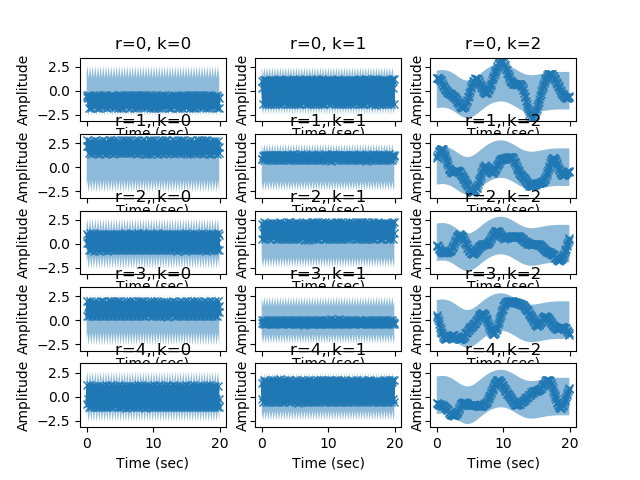 r=0, k=0
r=0, k=1
r=0, k=2
Amplitude
2.5
0.0
−2.5
Time (sec)
Amplitude
Time (sec)
Amplitude
Time (sec)
r=1, k=0
r=1, k=1
r=1, k=2
Amplitude
2.5
0.0
−2.5
Time (sec)
Amplitude
Time (sec)
Amplitude
Time (sec)
r=2, k=0
r=2, k=1
r=2, k=2
Amplitude
2.5
0.0
−2.5
Time (sec)
Amplitude
Time (sec)
Amplitude
Time (sec)
r=3, k=0
r=3, k=1
r=3, k=2
Amplitude
2.5
0.0
−2.5
Time (sec)
Amplitude
Time (sec)
Amplitude
Time (sec)
r=4, k=0
r=4, k=1
r=4, k=2
Amplitude
2.5
0.0
−2.5
Amplitude
Amplitude
0 10 20
0 10 20
0 10 20
Time (sec)
Time (sec)
Time (sec)